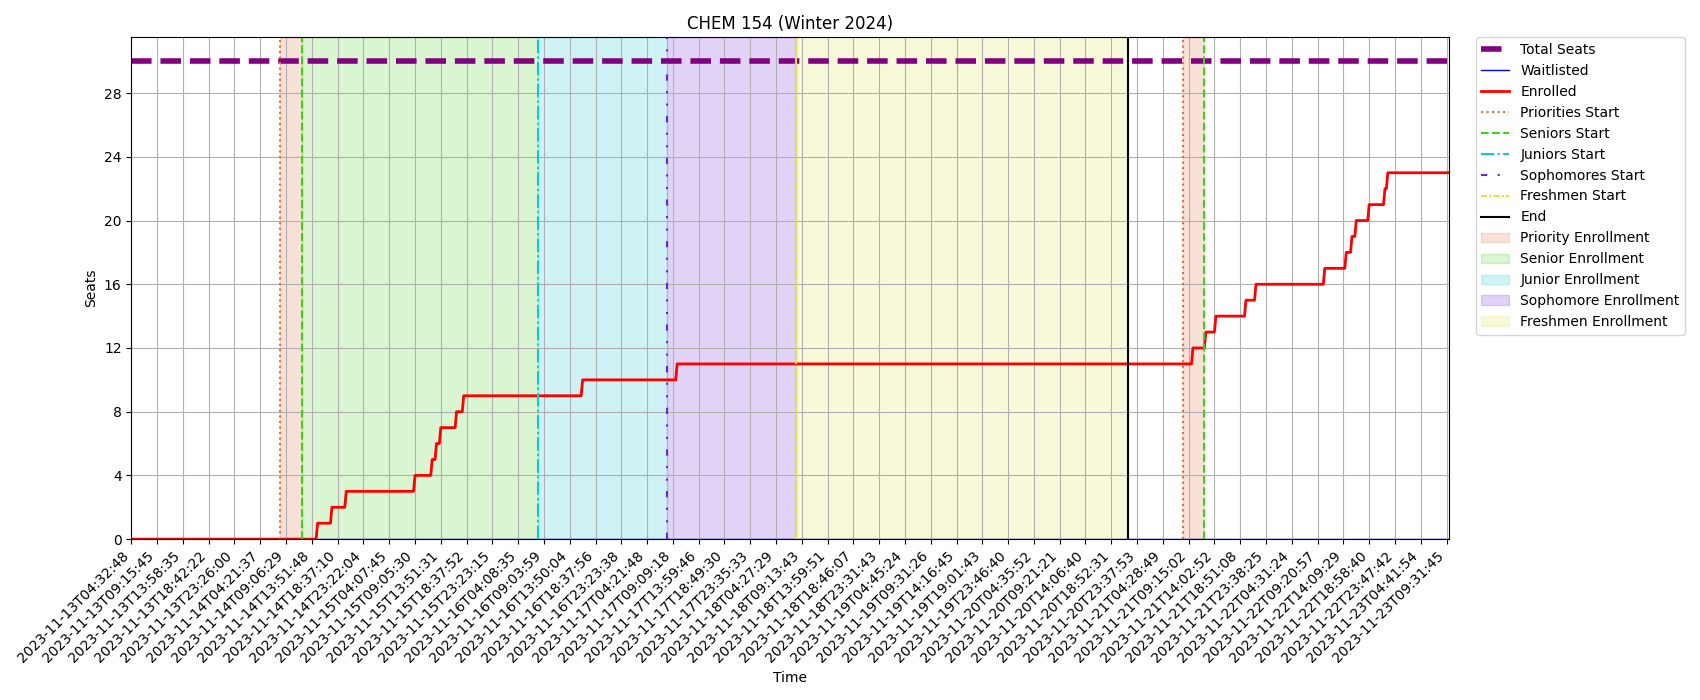 CHEM 154 (Winter 2024)
Seats
28
24
20
16
12
8
4
0
2023-11-13T04:32:48
2023-11-13T09:15:45
2023-11-13T13:58:35
2023-11-13T18:42:22
2023-11-13T23:26:00
2023-11-14T04:21:37
2023-11-14T09:06:29
2023-11-14T13:51:48
2023-11-14T18:37:10
2023-11-14T23:22:04
2023-11-15T04:07:45
2023-11-15T09:05:30
2023-11-15T13:51:31
2023-11-15T18:37:52
2023-11-15T23:23:15
2023-11-16T04:08:35
2023-11-16T09:03:59
2023-11-16T13:50:04
2023-11-16T18:37:56
2023-11-16T23:23:38
2023-11-17T04:21:48
2023-11-17T09:09:18
2023-11-17T13:59:46
2023-11-17T18:49:30
2023-11-17T23:35:33
2023-11-18T04:27:29
2023-11-18T09:13:43
2023-11-18T13:59:51
2023-11-18T18:46:07
2023-11-18T23:31:43
2023-11-19T04:45:24
2023-11-19T09:31:26
2023-11-19T14:16:45
2023-11-19T19:01:43
2023-11-19T23:46:40
2023-11-20T04:35:52
2023-11-20T09:21:21
2023-11-20T14:06:40
2023-11-20T18:52:31
2023-11-20T23:37:53
2023-11-21T04:28:49
2023-11-21T09:15:02
2023-11-21T14:02:52
2023-11-21T18:51:08
2023-11-21T23:38:25
2023-11-22T04:31:24
2023-11-22T09:20:57
2023-11-22T14:09:29
2023-11-22T18:58:40
2023-11-22T23:47:42
2023-11-23T04:41:54
2023-11-23T09:31:45
Time
Total Seats
Waitlisted
Enrolled
Priorities Start
Seniors Start
Juniors Start
Sophomores Start
Freshmen Start
End
Priority Enrollment
Senior Enrollment
Junior Enrollment
Sophomore Enrollment
Freshmen Enrollment